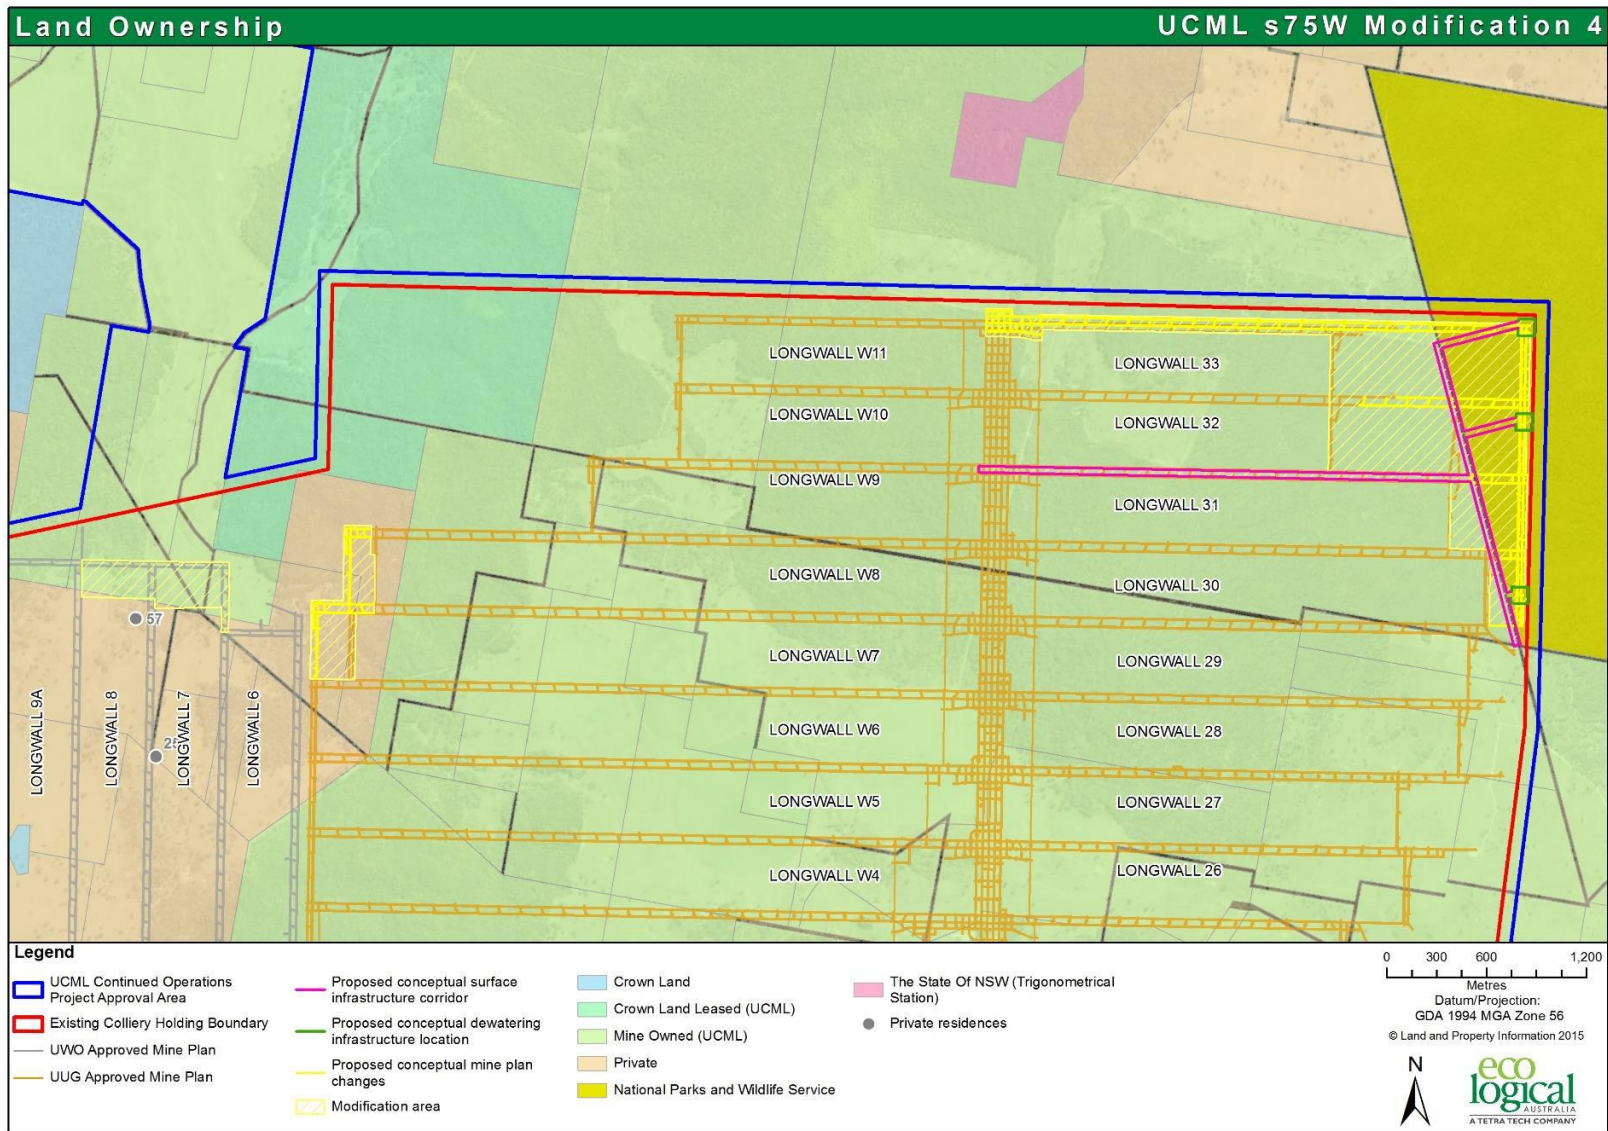 Land Ownership
UCML s75W Modification 4
LONGWALL W11
LONGWALL 33
LONGWALL W10
LONGWALL 32
LONGWALL W9
LONGWALL 31
LONGWALL W8
LONGWALL 30
57
LONGWALL W7
LONGWALL 29
LONGWALL 9A
LONGWALL 8
25
LONGWALL 7
LONGWALL 6
LONGWALL W6
LONGWALL 28
LONGWALL W5
LONGWALL 27
LONGWALL W4
LONGWALL 26
Legend
UCML Continued Operations
Project Approval Area
Existing Colliery Holding Boundary
UWO Approved Mine Plan
UUG Approved Mine Plan
Proposed conceptual surface
infrastructure corridor
Proposed conceptual dewatering
infrastructure location
Proposed conceptual mine plan
changes
Modification area
Crown Land
Crown Land Leased (UCML)
Mine Owned (UCML)
Private
National Parks and Wildlife Service
The State Of NSW (Trigonometrical
Station)
Private residences
0 300 600 1,200
Metres
Datum/Projection:
GDA 1994 MGA Zone 56
© Land and Property Information 2015
N
eco
logical
AUSTRALIA
A TETRA TECH COMPANY